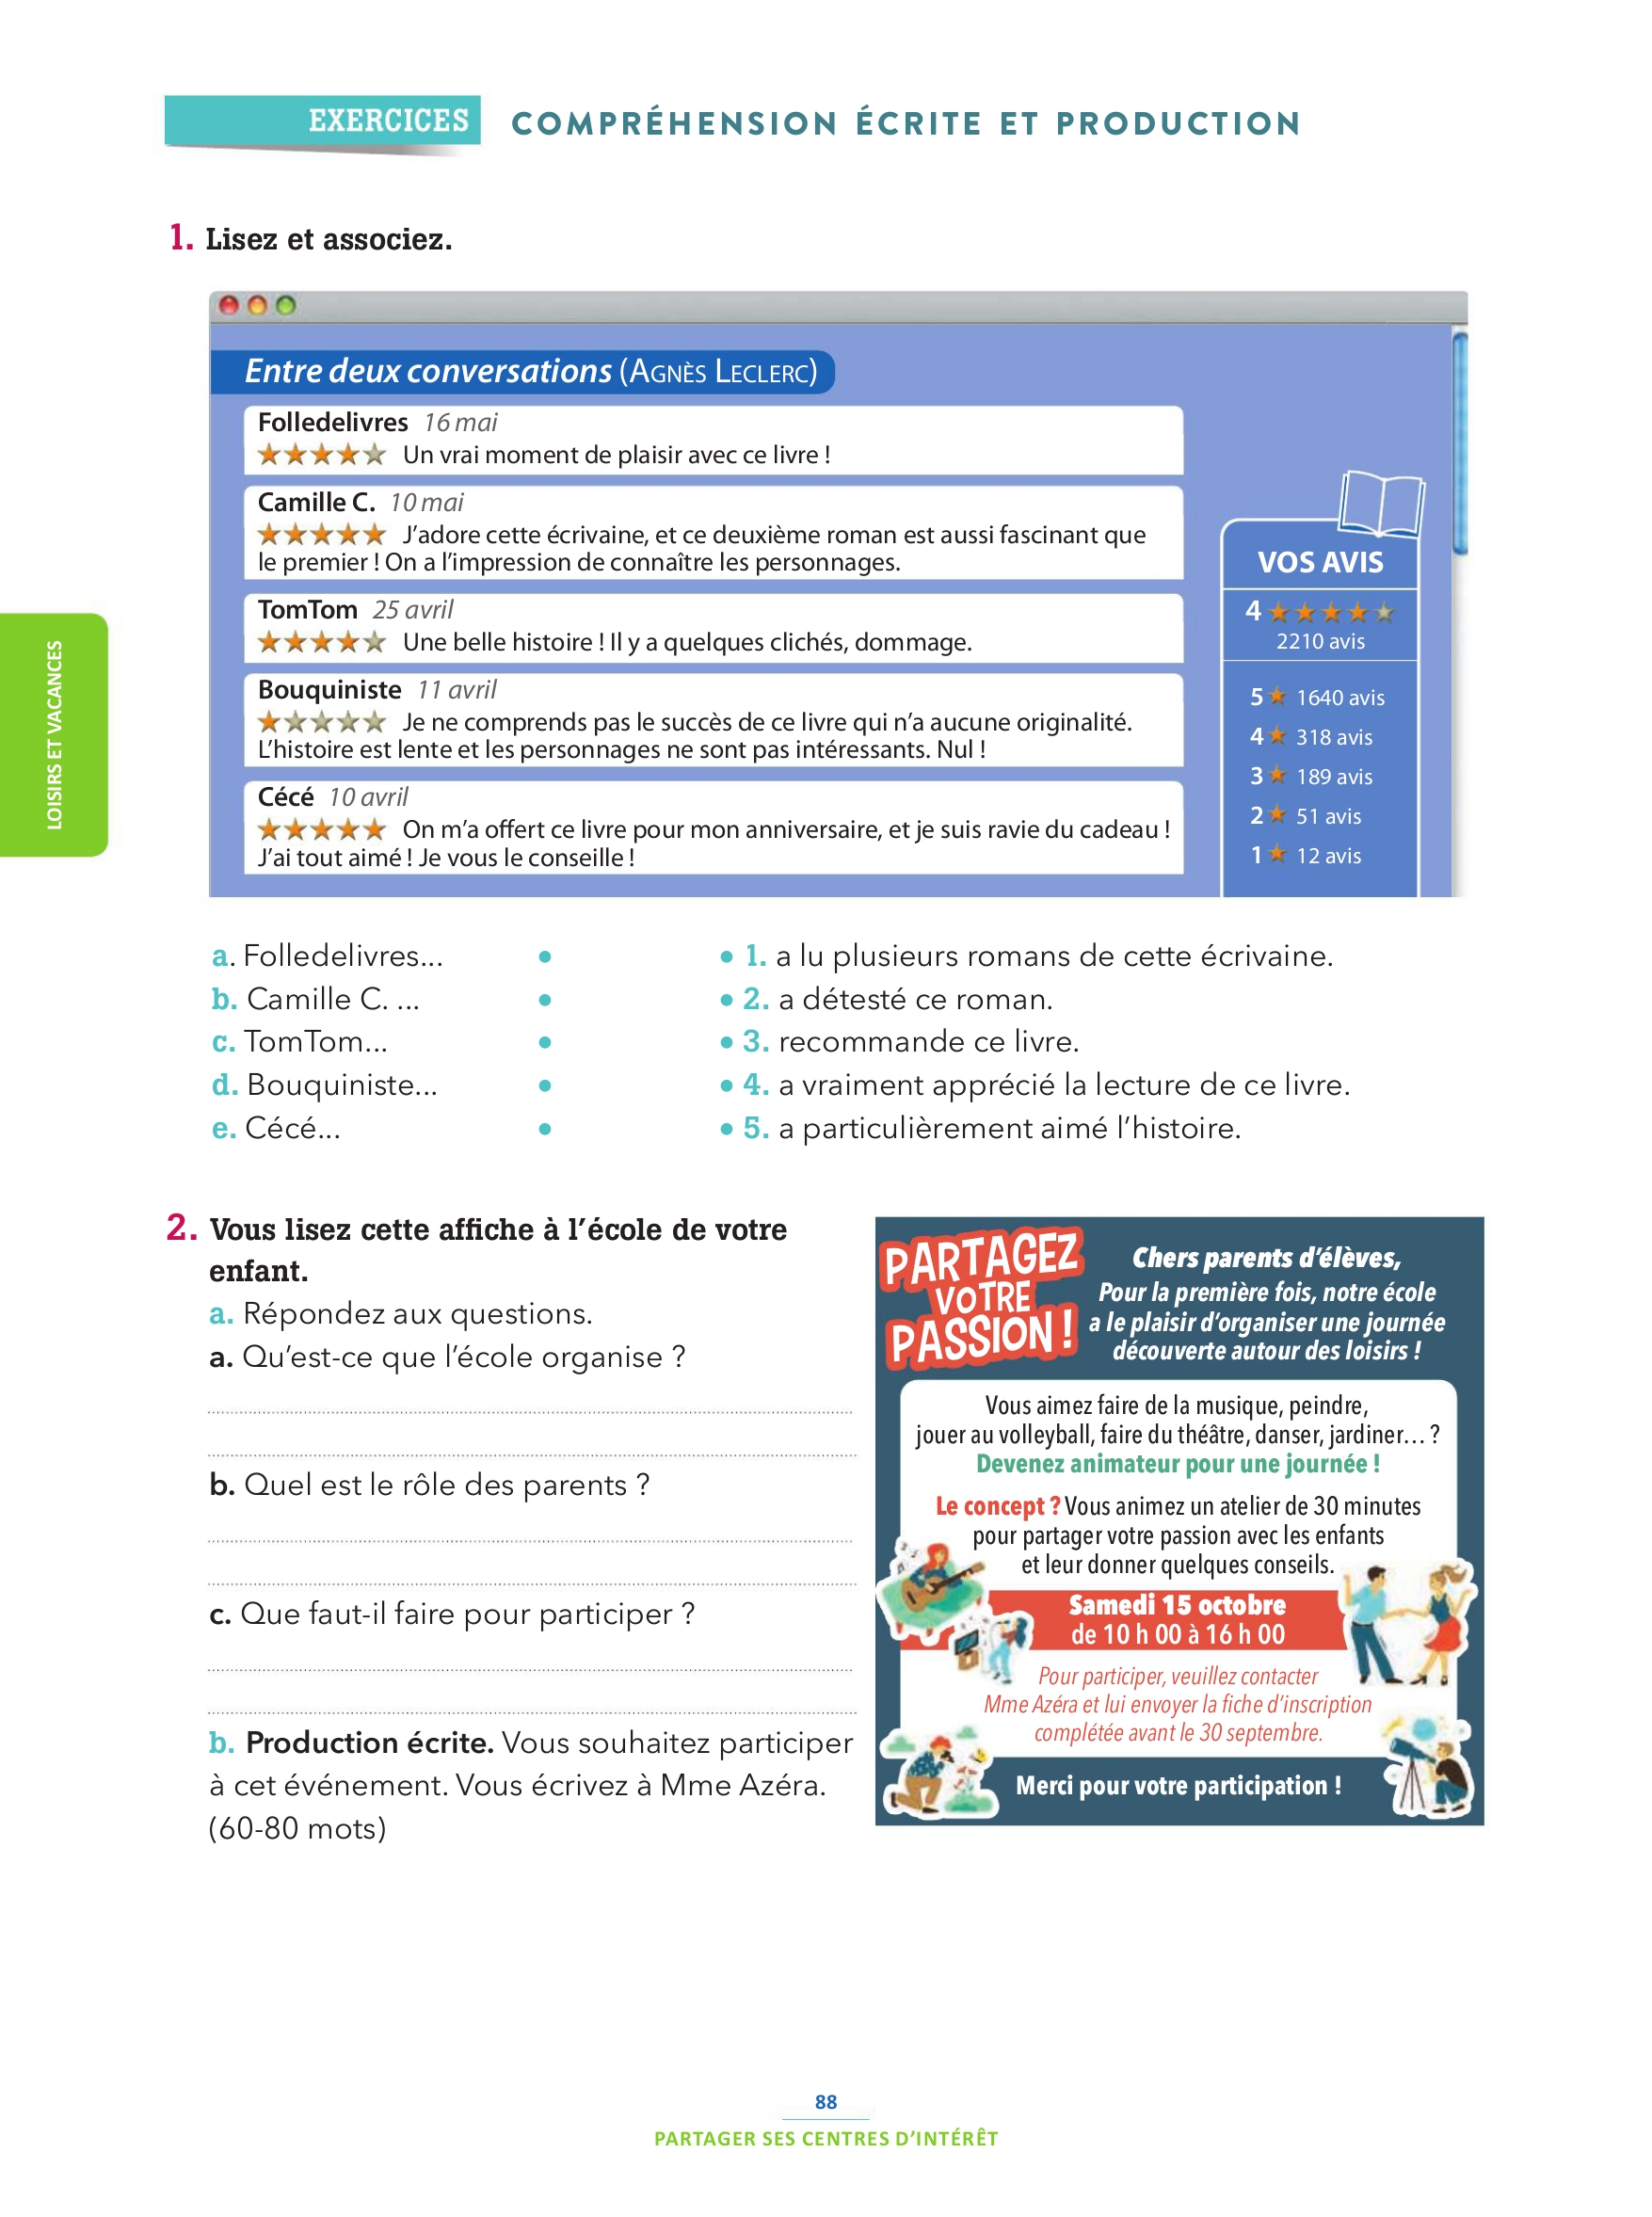 EXERCICES COMPRÉHENSION ÉCRITE ET PRODUCTION
1. Lisez et associez.
Entre deux conversations (AGNÈS LECLERC)
Folledelivres 16 mai
Un vrai moment de plaisir avec ce livre !
Camille C. 10 mai
J'adore cette écrivaine, et ce deuxième roman est aussi fascinant que
le premier ! On a l'impression de connaître les personnages.
TomTom 25 avril
Une belle histoire ! Il y a quelques clichés, dommage.
Bouquiniste 11 avril
Je ne comprends pas le succès de ce livre qui n'a aucune originalité.
L'histoire est lente et les personnages ne sont pas intéressants. Nul !
Cécé 10 avril
On m'a offert ce livre pour mon anniversaire, et je suis ravie du cadeau !
J'ai tout aimé ! Je vous le conseille !
VOS AVIS
4
2210 avis
5 1640 avis
4 318 avis
3 189 avis
2 51 avis
1 12 avis
LOISIRS ET VACANCES
a. Folledelivres... • • 1. a lu plusieurs romans de cette écrivaine.
b. Camille C. ... • • 2. a détesté ce roman.
c. TomTom... • • 3. recommande ce livre.
d. Bouquiniste... • • 4. a vraiment apprécié la lecture de ce livre.
e. Cécé... • • 5. a particulièrement aimé l'histoire.
2. Vous lisez cette affiche à l'école de votre
enfant.
a. Répondez aux questions.
a. Qu'est-ce que l'école organise ?
b. Quel est le rôle des parents ?
c. Que faut-il faire pour participer ?
b. Production écrite. Vous souhaitez participer
à cet événement. Vous écrivez à Mme Azéra.
(60-80 mots)
PARTAGEZ
VOTRE
PASSION !
Chers parents d'élèves,
Pour la première fois, notre école
a le plaisir d'organiser une journée
découverte autour des loisirs !
Vous aimez faire de la musique, peindre,
jouer au volleyball, faire du théâtre, danser, jardiner... ?
Devenez animateur pour une journée !
Le concept ? Vous animez un atelier de 30 minutes
pour partager votre passion avec les enfants
et leur donner quelques conseils.
Samedi 15 octobre
de 10 h 00 à 16 h 00
Pour participer, veuillez contacter
Mme Azéra et lui envoyer la fiche d'inscription
complétée avant le 30 septembre.
Merci pour votre participation !
88
PARTAGER SES CENTRES D'INTÉRÊT